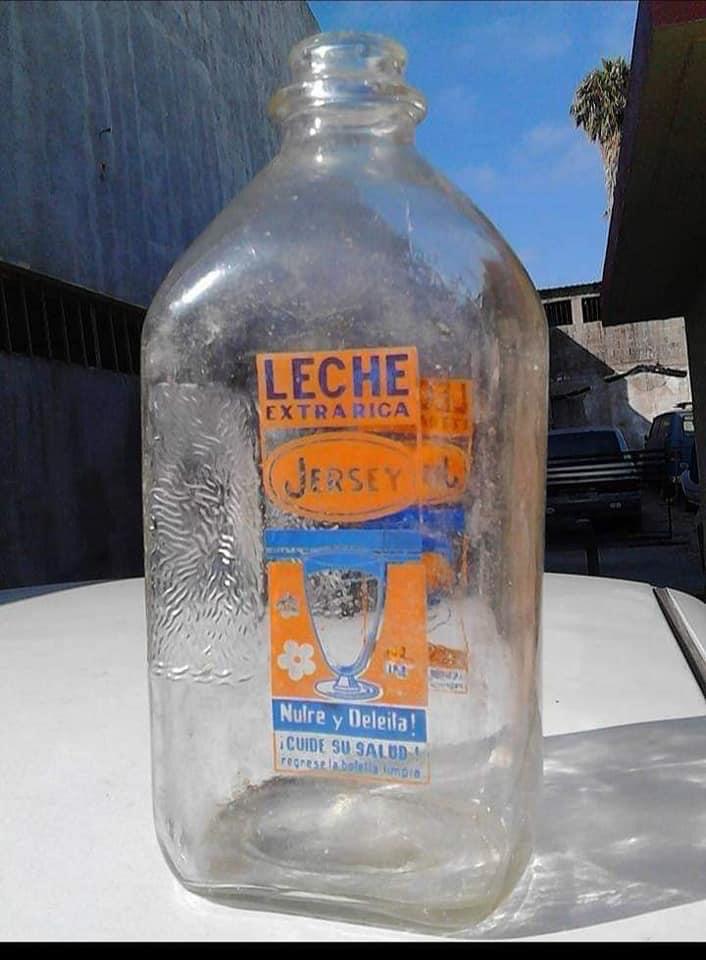 LECHE
EXTRA RICA
JERSEY
Nutre y Deleita!
¡CUIDE SU SALUD!
regrese la botella limpia